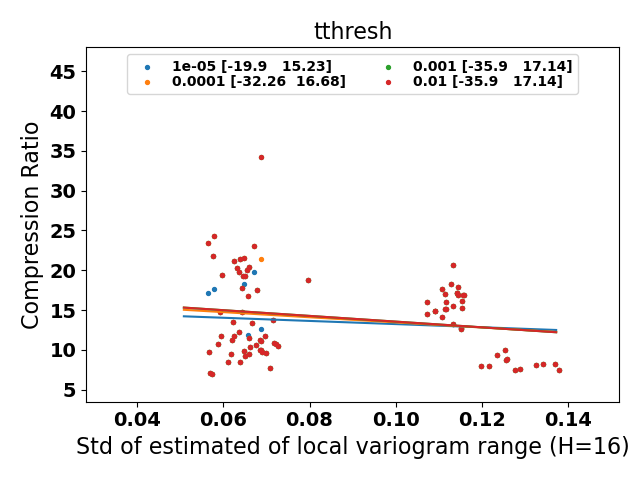 tthresh
1e-05 [-19.9   15.23]
0.0001 [-32.26  16.68]
0.001 [-35.9   17.14]
0.01 [-35.9   17.14]
Compression Ratio
45
40
35
30
25
20
15
10
5
0.04 0.06 0.08 0.10 0.12 0.14
Std of estimated of local variogram range (H=16)